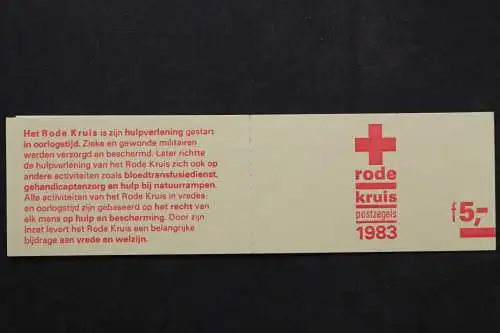 Het Rode Kruis is zijn hulpverlening gestart
in oorlogstijd. Zieke en gewonde militairen
werden verzorgd en beschermd. Later richtte
de hulpverlening van het Rode Kruis zich ook op
andere activiteiten zoals bloedtransfusiedienst,
gehandicaptenzorg en hulp bij natuurrampen.
Alle activiteiten van het Rode Kruis in vredes-
en oorlogstijd zijn gebaseerd op het recht van
elk mens op hulp en bescherming. Door zijn
inzet levert het Rode Kruis een belangrijke
bijdrage aan vrede en welzijn.
rode
kruis
postzegels
1983
f5,-